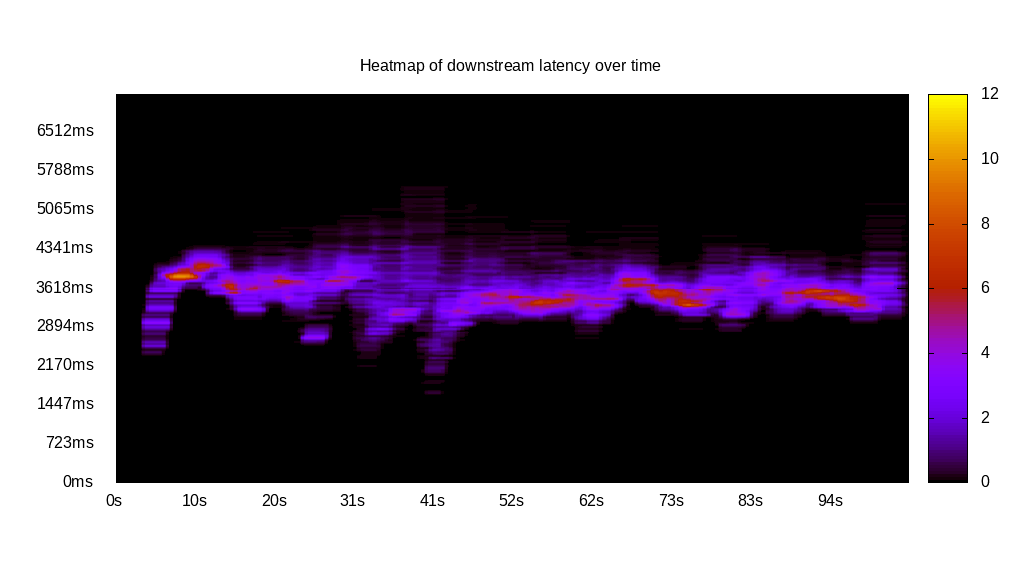 Heatmap of downstream latency over time
6512ms
5788ms
5065ms
4341ms
3618ms
2894ms
2170ms
1447ms
723ms
0ms
0s 10s 20s 31s 41s 52s 62s 73s 83s 94s
12
10
8
6
4
2
0